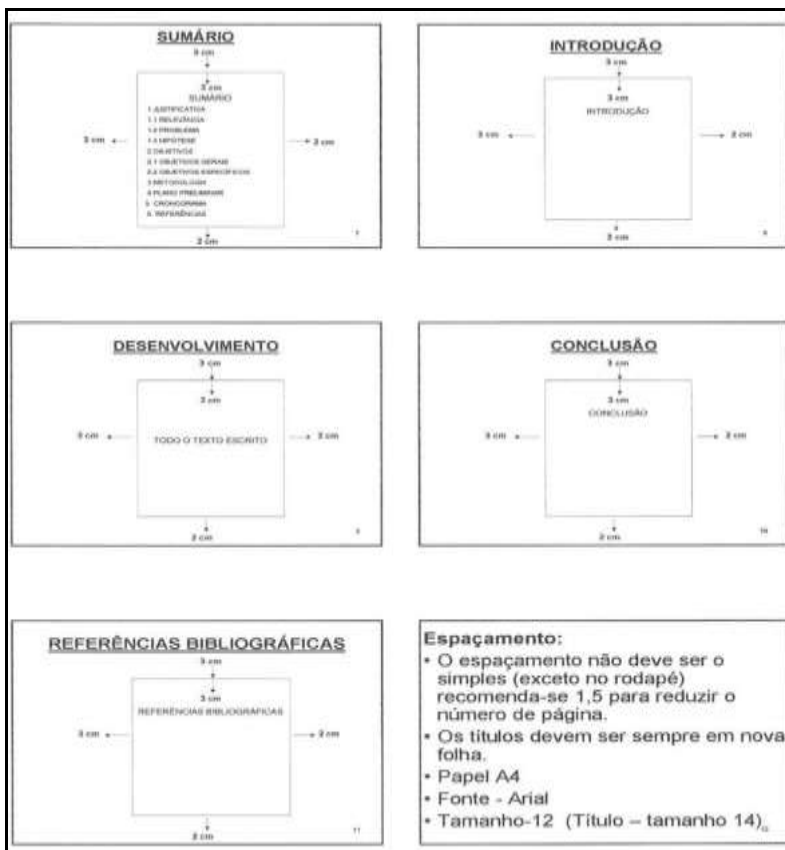 SUMÁRIO
3 cm
3 cm
SUMÁRIO
1 JUSTIFICATIVA
1.1 RELEVÂNCIA
1.2 PROBLEMA
1.3 HIPÓTESE
2 OBJETIVOS
2.1 OBJETIVOS GERAIS
2.2 OBJETIVOS ESPECÍFICOS
3 METODOLOGIA
4 PLANO PRELIMINAR
5 CRONOGRAMA
6 REFERÊNCIAS
3 cm
2 cm
2 cm
INTRODUÇÃO
3 cm
3 cm
INTRODUÇÃO
3 cm
2 cm
2 cm
DESENVOLVIMENTO
3 cm
3 cm
TODO O TEXTO ESCRITO
3 cm
2 cm
2 cm
CONCLUSÃO
3 cm
3 cm
CONCLUSÃO
3 cm
2 cm
2 cm
10
REFERÊNCIAS BIBLIOGRÁFICAS
3 cm
3 cm
REFERÊNCIAS BIBLIOGRÁFICAS
3 cm
2 cm
2 cm
11
Espaçamento:
• O espaçamento não deve ser o
simples (exceto no rodapé)
recomenda-se 1,5 para reduzir o
número de página.
• Os títulos devem ser sempre em nova
folha.
• Papel A4
• Fonte - Arial
• Tamanho-12 (Título – tamanho 14)